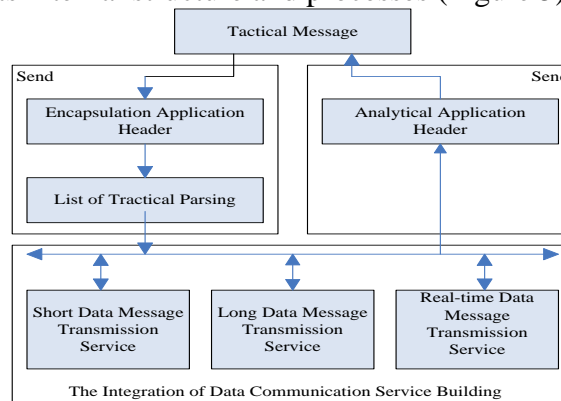 Tactical Message
Send
Send
Encapsulation Application
Header
Analytical Application
Header
List of Tractical Parsing
Short Data Message
Transmission
Service
Long Data Message
Transmission
Service
Real-time Data
Message
Transmission
Service
The Integration of Data Communication Service Building